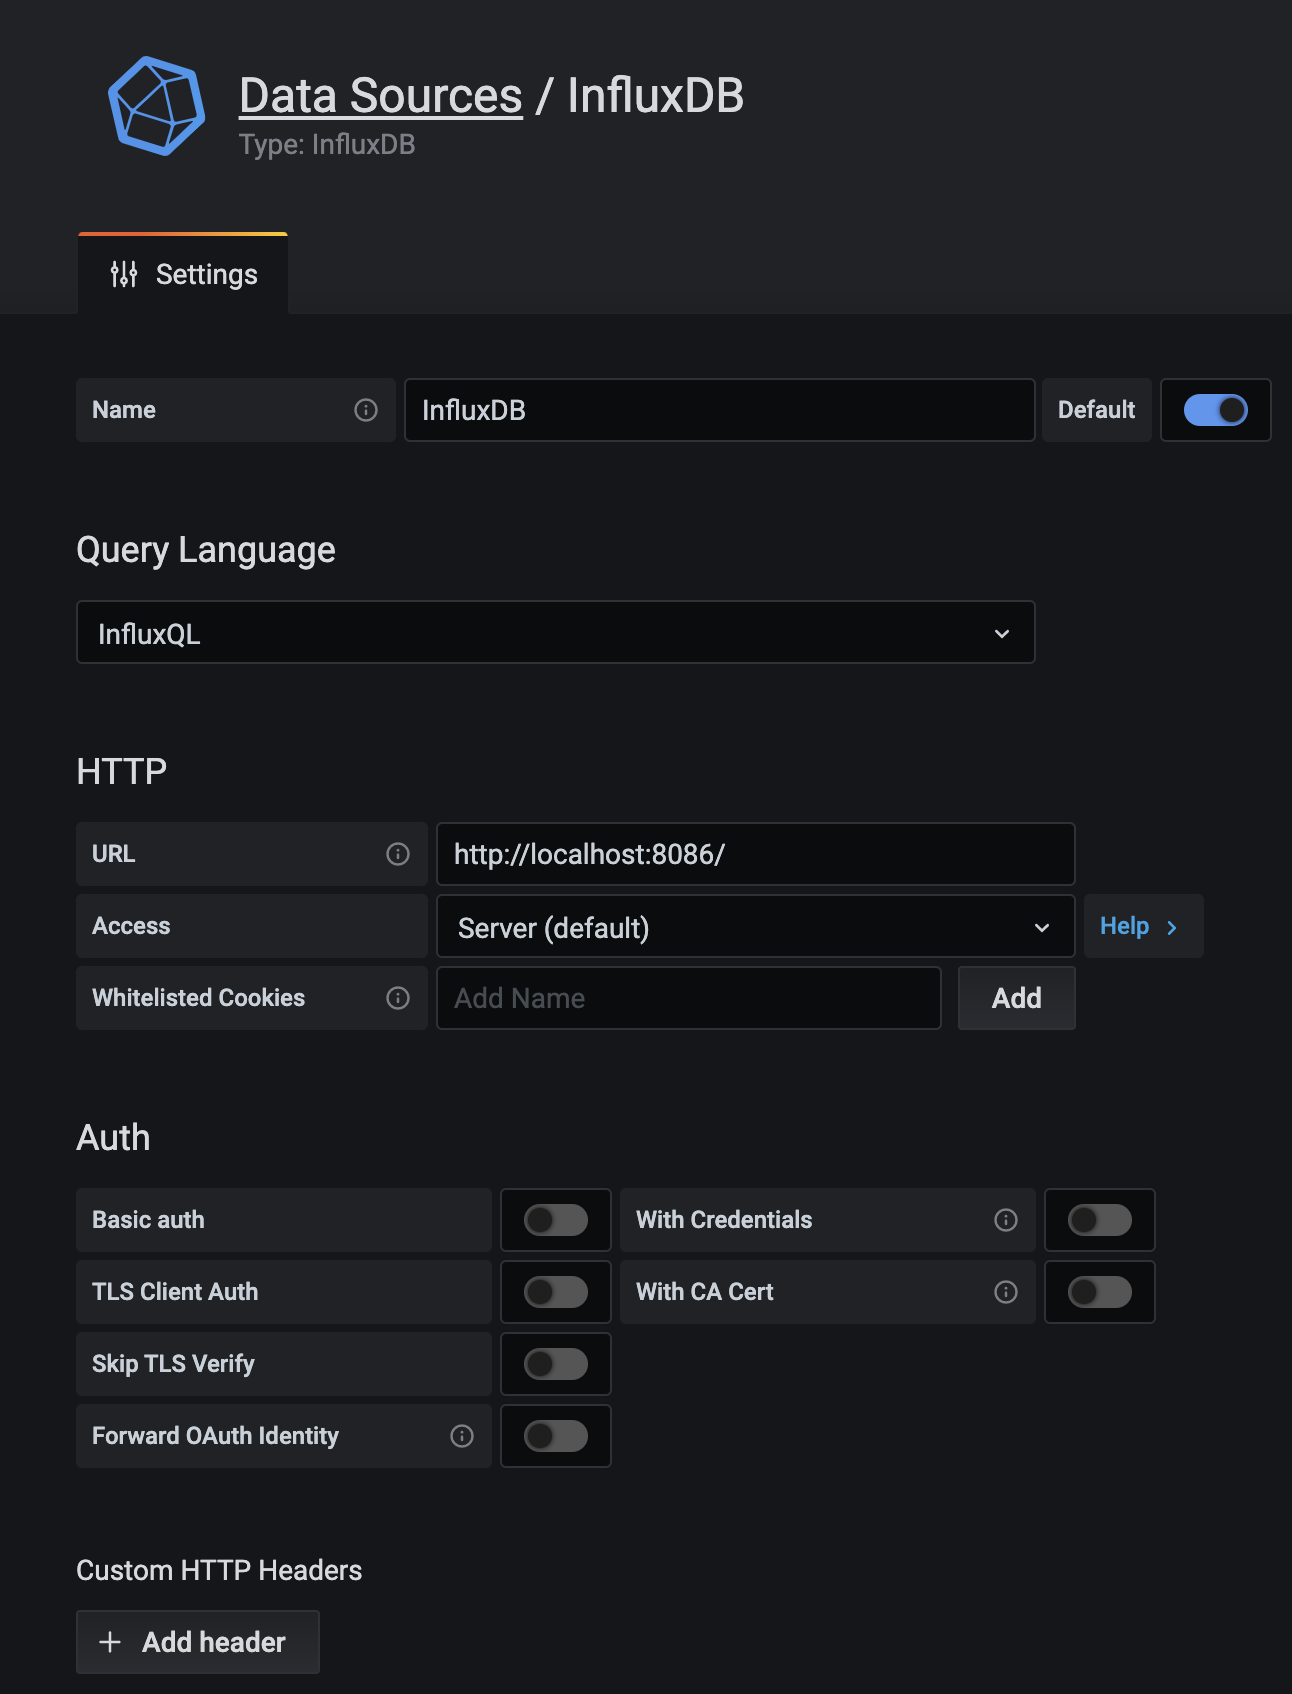 Data Sources / InfluxDB
Type: InfluxDB
Settings
Name InfluxDB Default
Query Language
InfluxQL
HTTP
URL http://localhost:8086/
Access Server (default) Help
Whitelisted Cookies Add Name Add
Auth
Basic auth With Credentials
TLS Client Auth With CA Cert
Skip TLS Verify
Forward OAuth Identity
Custom HTTP Headers
+ Add header